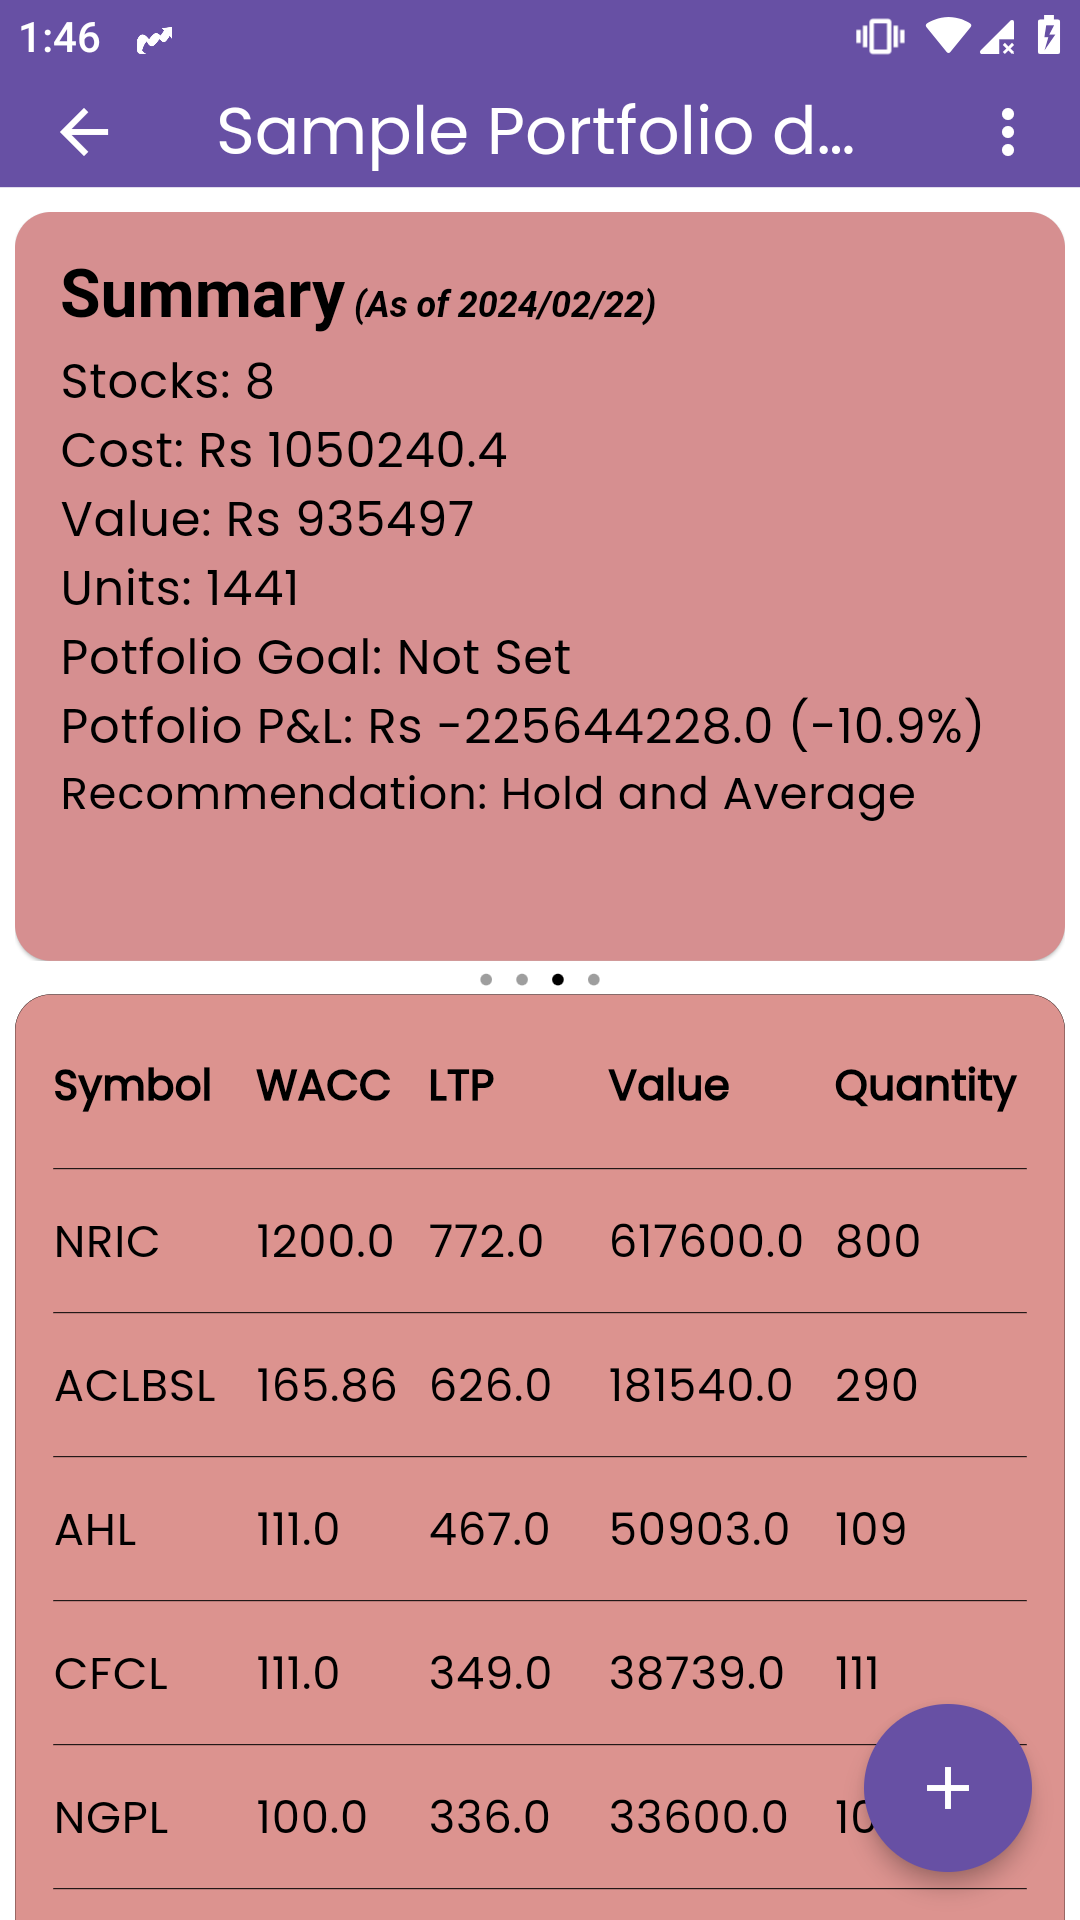 1:46
Sample Portfolio d...
Summary (As of 2024/02/22)
Stocks: 8
Cost: Rs 1050240.4
Value: Rs 935497
Units: 1441
Potfolio Goal: Not Set
Potfolio P&L: Rs -225644228.0 (-10.9%)
Recommendation: Hold and Average
Symbol WACC LTP Value Quantity
NRIC 1200.0 772.0 617600.0 800
ACLBSL 165.86 626.0 181540.0 290
AHL 111.0 467.0 50903.0 109
CFCL 111.0 349.0 38739.0 111
NGPL 100.0 336.0 33600.0